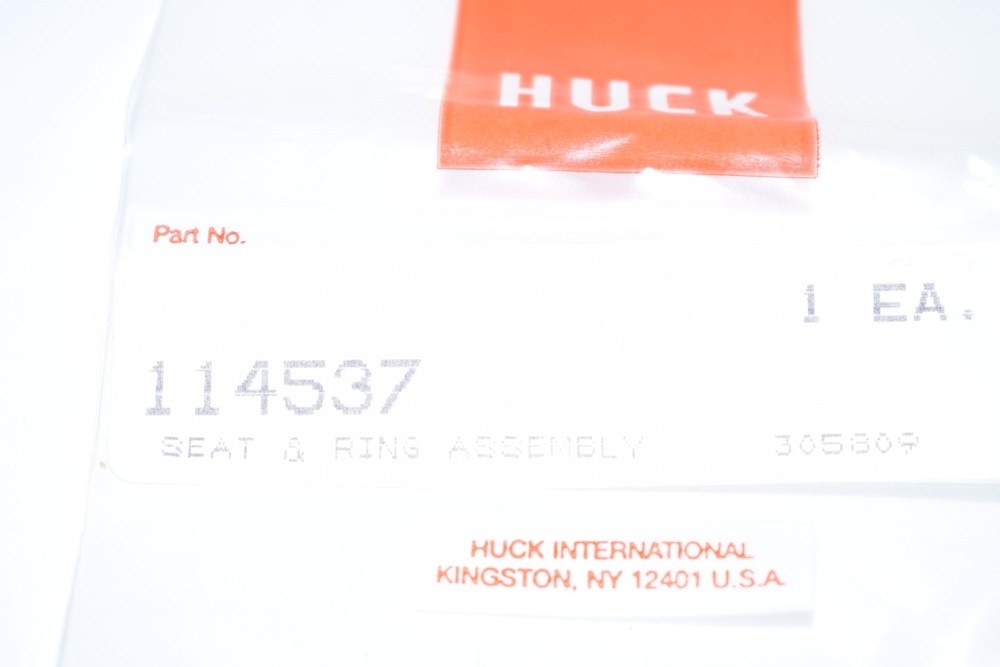 HUCK
Part No.
1 EA.
114537
SEAT & RING ASSEMBLY 305809
HUCK INTERNATIONAL
KINGSTON, NY 12401 U.S.A.